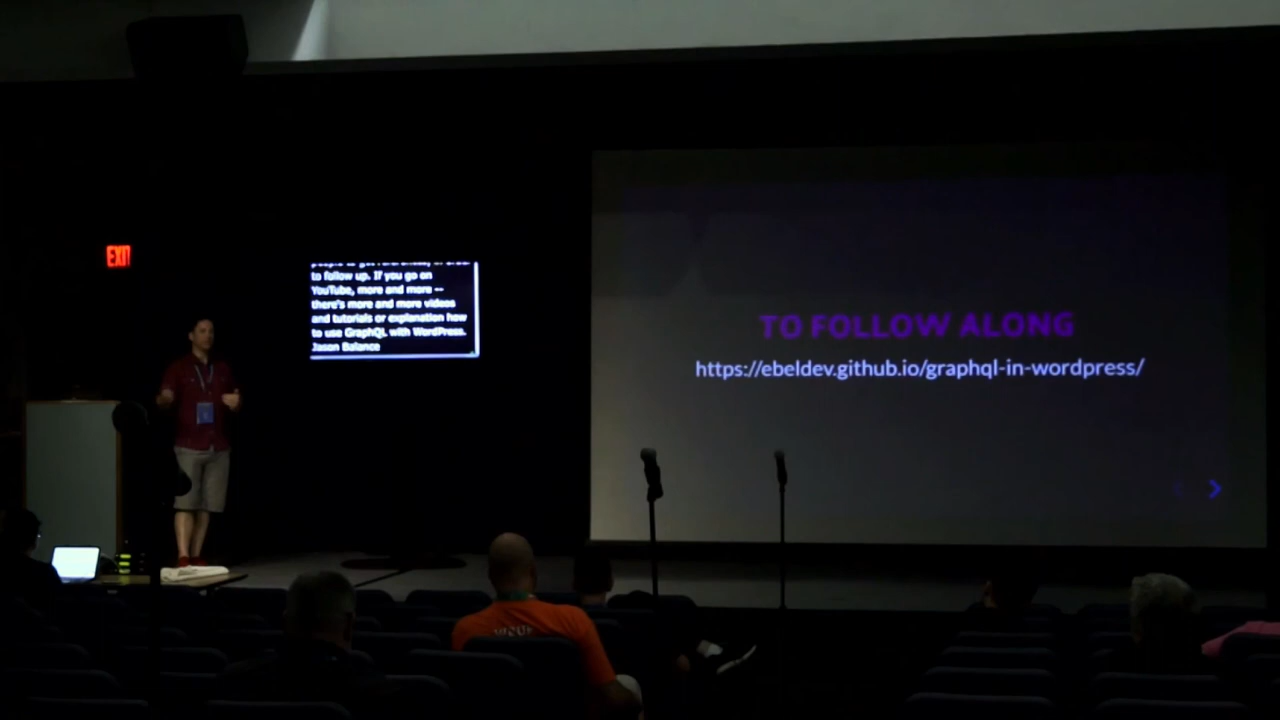 EXIT
to follow up. If you go on
YouTube, more and more --
there's more and more videos
and tutorials or explanation how
to use GraphQL with WordPress.
Jason Balance
TO FOLLOW ALONG
https://ebeldev.github.io/graphql-in-wordpress/